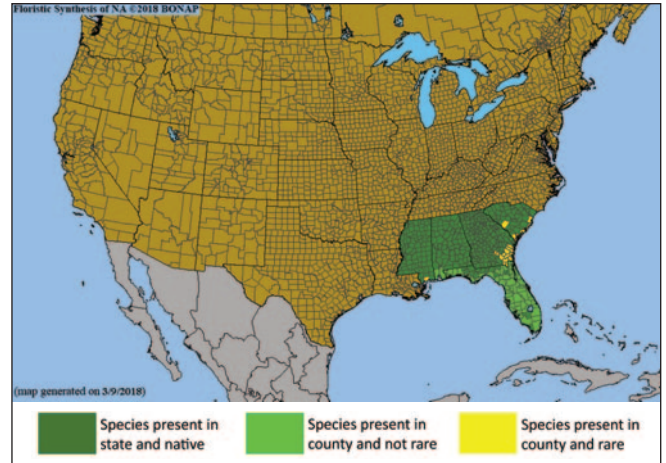 Floristic Synthesis of NA ©2018 BONAP
(map generated on 3/9/2018)
Species present in
state and native
Species present in
county and not rare
Species present in
county and rare